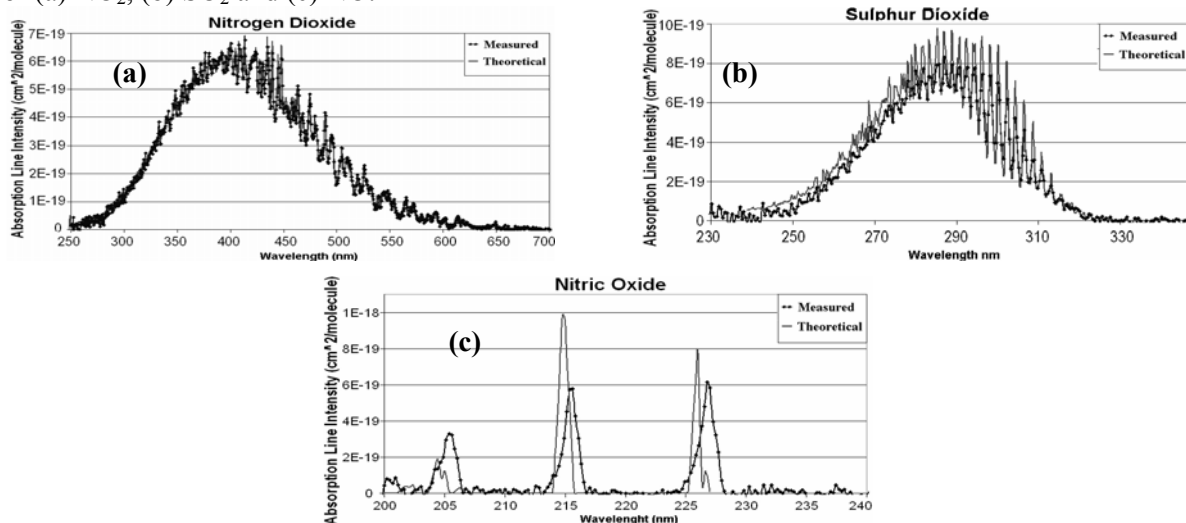 (a) NO₂, (b) SO₂ and (c) NO.
Nitrogen Dioxide
Absorption Line Intensity (cm^2/molecule)
7E-19
6E-19
5E-19
4E-19
3E-19
2E-19
1E-19
0
(a)
Measured
Theoretical
250 300 350 400 450 500 550 600 650 700
Wavelength (nm)
Sulphur Dioxide
Absorption Line Intensity (cm^2/molecule)
10E-19
8E-19
6E-19
4E-19
2E-19
0
(b)
Measured
Theoretical
230 250 270 290 310 330
Wavelength nm
Nitric Oxide
Absorption Line Intensity (cm^2/molecule)
1E-18
8E-19
6E-19
4E-19
2E-19
0
(c)
Measured
Theoretical
200 205 210 215 220 225 230 235 240
Wavelenght (nm)